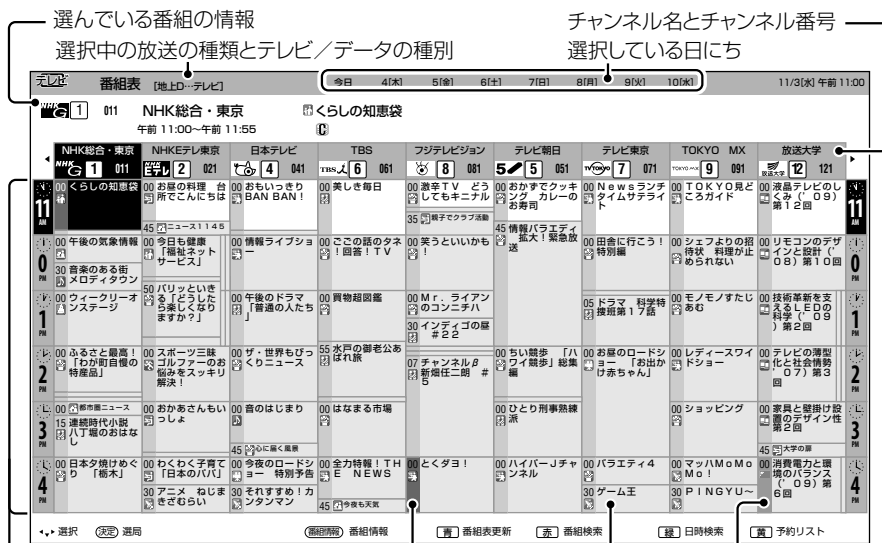 選んでいる番組の情報
チャンネル名とチャンネル番号
選択中の放送の種類とテレビ／データの種別
選択している日にち
テレビ 番組表 [地上D…テレビ] 今日 4[木] 5[金] 6[土] 7[日] 8[月] 9[火] 10[水] 11/3[水] 午前 11:00
NHK G 1 011 NHK総合・東京 くらしの知恵袋
午前 11:00〜午前 11:55
NHK総合・東京 NHKEテレ東京 日本テレビ TBS フジテレビジョン テレビ朝日 テレビ東京 TOKYO MX 放送大学
NHK G 1 011 NHK Eテレ 2 021 4 041 TBS 6 061 8 081 5 5 051 7 071 TOKYO MX 9 091 放送大学 12 121
11 AM
00 くらしの知恵袋
00 お昼の料理 台所でこんにちは
45 ニュース1145
00 おもいっきりBAN BAN！
00 美しき毎日
00 激辛TV どうしてもキニナル
35 親子でクラブ活動
00 おかずでクッキング カレーのお寿司
45 情報バラエティ 拡大！緊急放送
00 Newsランチタイムサテライト
00 TOKYO見どころガイド
00 液晶テレビのしくみ（'09）第12回
0 PM
00 午後の気象情報
30 音楽のある街 メロディタウン
00 今日も健康「福祉ネットサービス」
50 バリッといきる「どうしたら楽しくなりますか？」
00 情報ライブショー
00 ごごの話のタネ！回答！TV
00 笑うといいかも！
00 田舎に行こう！特別編
00 シェフよりの招待状 料理が止められない
00 リモコンのデザインと設計（'08）第10回
1 PM
00 ウィークリーオンステージ
00 午後のドラマ「普通の人たち」
00 買物超図鑑
55 水戸の御老公あばれ旅
00 Mr．ライアンのコンニチハ
30 インディゴの昼 #22
05 ドラマ 科学特捜班第17話
00 モノモノすたじあむ
00 技術革新を支えるLEDの科学（'09）第2回
2 PM
00 ふるさと最高！「わが町自慢の特産品」
00 スポーツ三昧 ゴルファーのお悩みをスッキリ解決！
00 ザ・世界もびっくりニュース
07 チャンネルβ 新畑任二朗 #5
00 ちい競歩 「ハワイ競歩」総集編
00 お昼のロードショー 「お出かけ赤ちゃん」
00 レディースワイドショー
00 テレビの薄型化と社会情勢'07）第3回
3 PM
00 都市圏ニュース
15 連続時代小説 八丁堀のおはなし
00 おかあさんもいっしょ
00 音のはじまり
45 心に届く風景
00 はなまる市場
00 ひとり刑事熟練派
00 ショッピング
00 家具と壁掛け設置のデザイン性第2回
45 大学の扉
4 PM
00 日本夕焼けめぐり 「栃木」
00 わくわく子育て「日本のパパ」
30 アニメ ねじまきざむらい
00 今夜のロードショー 特別予告
30 それすすめ！カンタンマン
00 全力特報！THE NEWS
45 今夜も天気
00 とくダヨ！
00 ハイパーJチャンネル
00 バラエティ4
30 ゲーム王
00 マッハMoMoMo！
30 PINGYU〜
00 消費電力と環境のバランス（'09）第6回
選択 決定 選局 番組情報 番組情報 青 番組表更新 赤 番組検索 緑 日時検索 黄 予約リスト